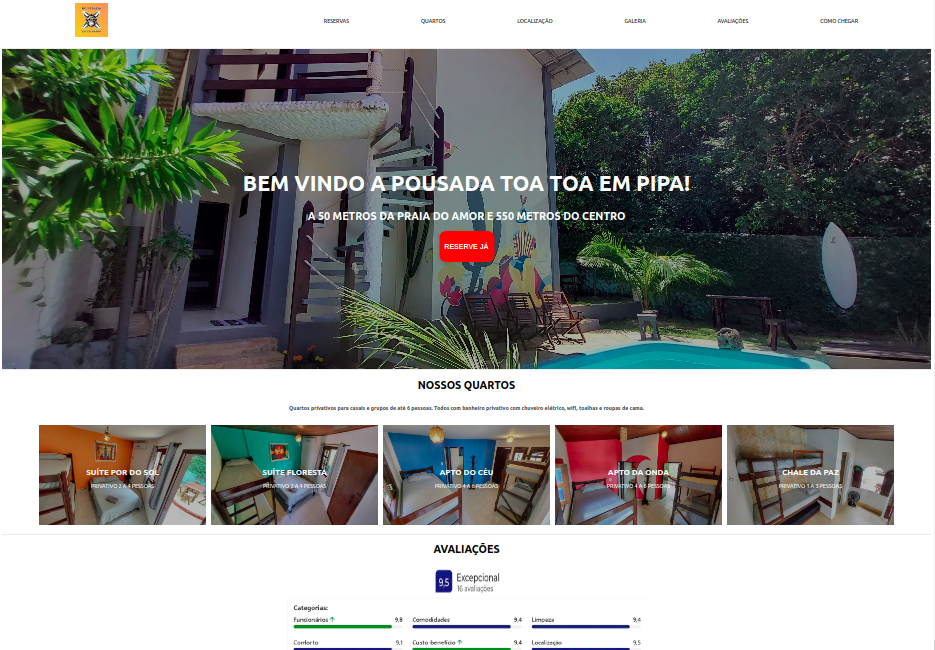 RESERVAS
QUARTOS
LOCALIZAÇÃO
GALERIA
AVALIAÇÕES
COMO CHEGAR
BEM VINDO A POUSADA TOA TOA EM PIPA!
A 50 METROS DA PRAIA DO AMOR E 550 METROS DO CENTRO
RESERVE JÁ
NOSSOS QUARTOS
Quartos privativos para casais e grupos de até 6 pessoas. Todos com banheiro privativo com chuveiro elétrico, wifi, toalhas e roupas de cama.
SUÍTE POR DO SOL
PRIVATIVO 2 A 4 PESSOAS
SUÍTE FLORESTA
PRIVATIVO 2 A 4 PESSOAS
APTO DO CÉU
PRIVATIVO 4 A 6 PESSOAS
APTO DA ONDA
PRIVATIVO 4 A 6 PESSOAS
CHALE DA PAZ
PRIVATIVO 1 A 3 PESSOAS
AVALIAÇÕES
9,5 Excepcional
16 avaliações
Categorias:
Funcionários ↑ 9,8
Comodidades 9,4
Limpeza 9,4
Conforto 9,1
Custo-benefício ↑ 9,4
Localização 9,5